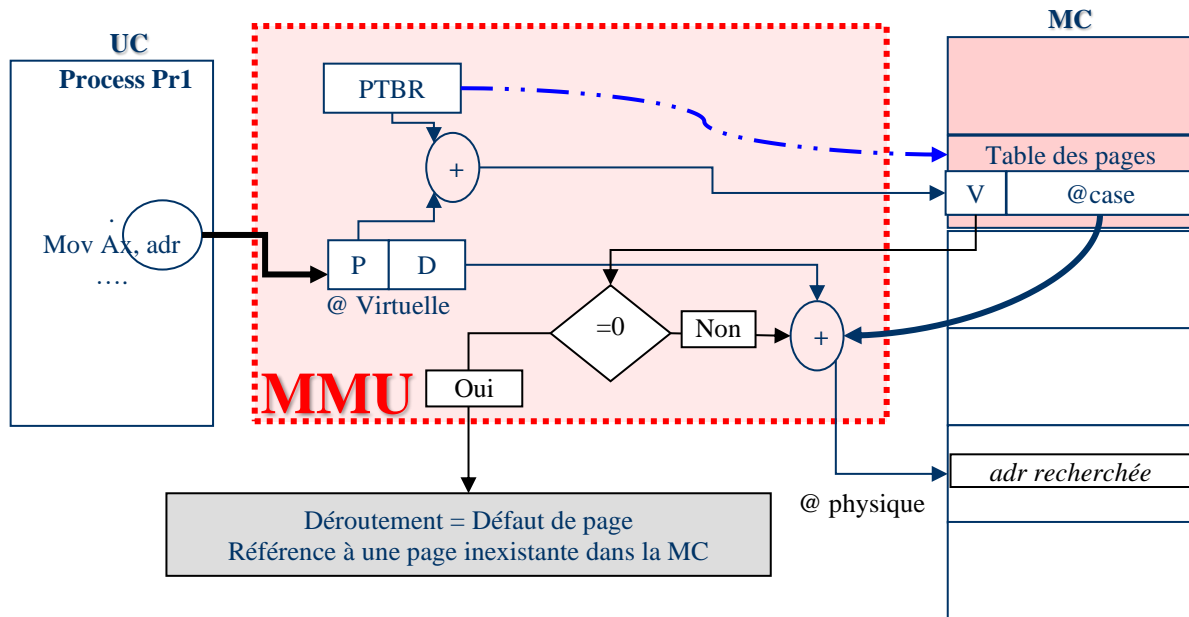 UC
MC
Process Pr1
PTBR
Table des pages
+
V
@case
.
Mov Ax, adr
….
P
D
@ Virtuelle
=0
Non
+
MMU
Oui
adr recherchée
@ physique
Déroutement = Défaut de page
Référence à une page inexistante dans la MC